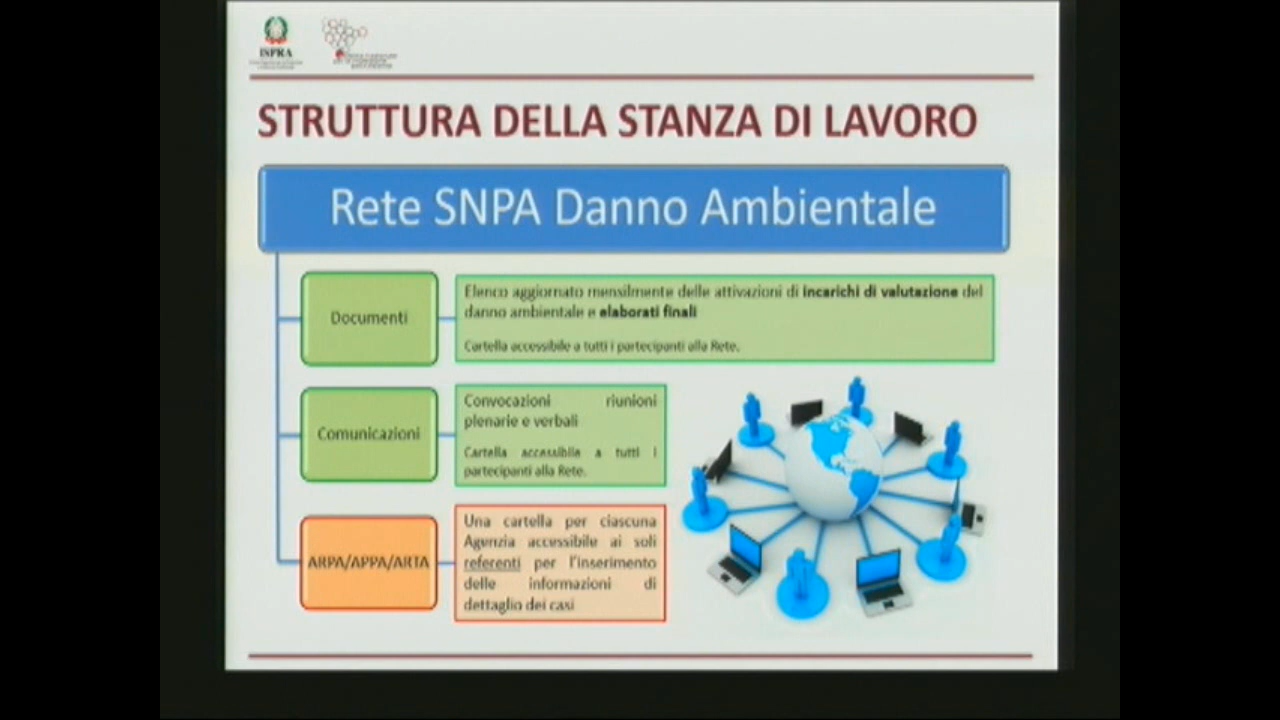 ISPRA
STRUTTURA DELLA STANZA DI LAVORO
Rete SNPA Danno Ambientale
Documenti
Elenco aggiornato mensilmente delle attivazioni di incarichi di valutazione del
danno ambientale e elaborati finali
Cartella accessibile a tutti i partecipanti alla Rete.
Comunicazioni
Convocazioni riunioni
plenarie e verbali
Cartella accessibile a tutti i
partecipanti alla Rete.
ARPA/APPA/ARTA
Una cartella per ciascuna
Agenzia accessibile ai soli
referenti per l'inserimento
delle informazioni di
dettaglio dei casi